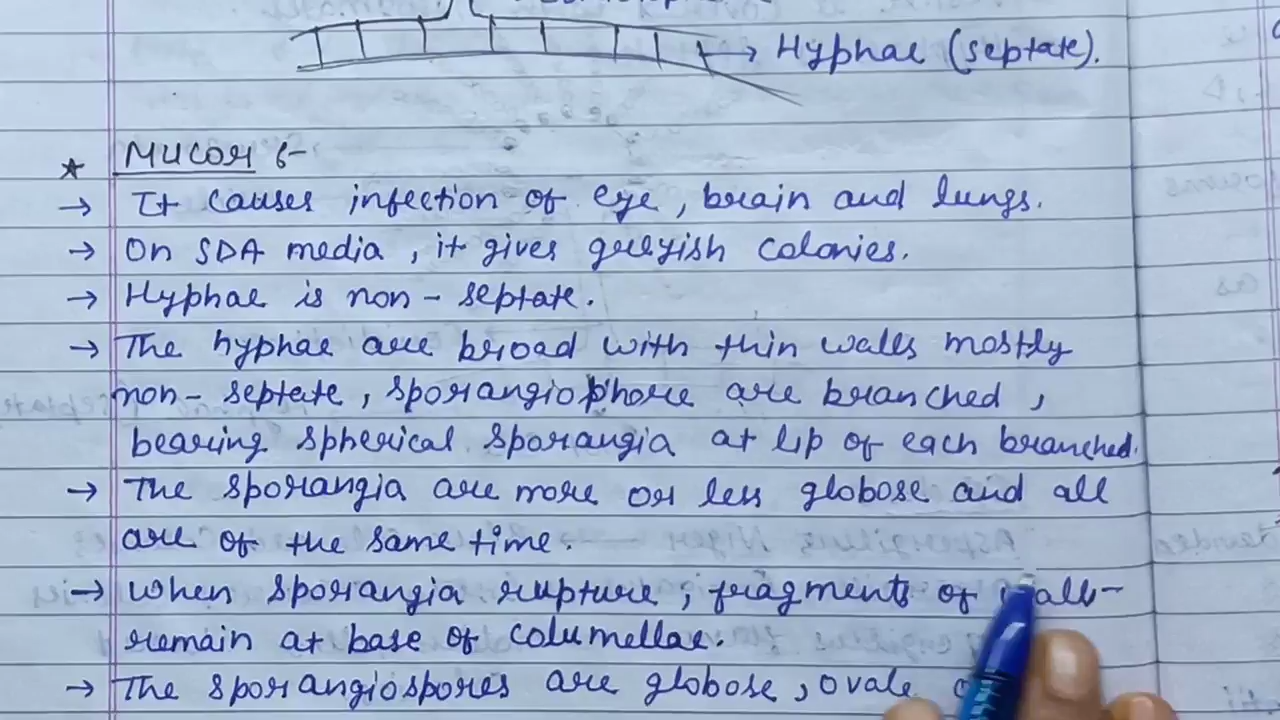 → Hyphae (septate).
★ Mucor :-
→ It causes infection of eye, brain and lungs.
→ On SDA media, it gives greyish colonies.
→ Hyphae is non-septate.
→ The hyphae are broad with thin walls mostly
non-septate, sporangiophore are branched,
bearing spherical sporangia at tip of each branched.
→ The sporangia are more or less globose and all
are of the same time.
→ When sporangia rupture, fragments of
remain at base of columellae.
→ The sporangiospores are globose, ovale